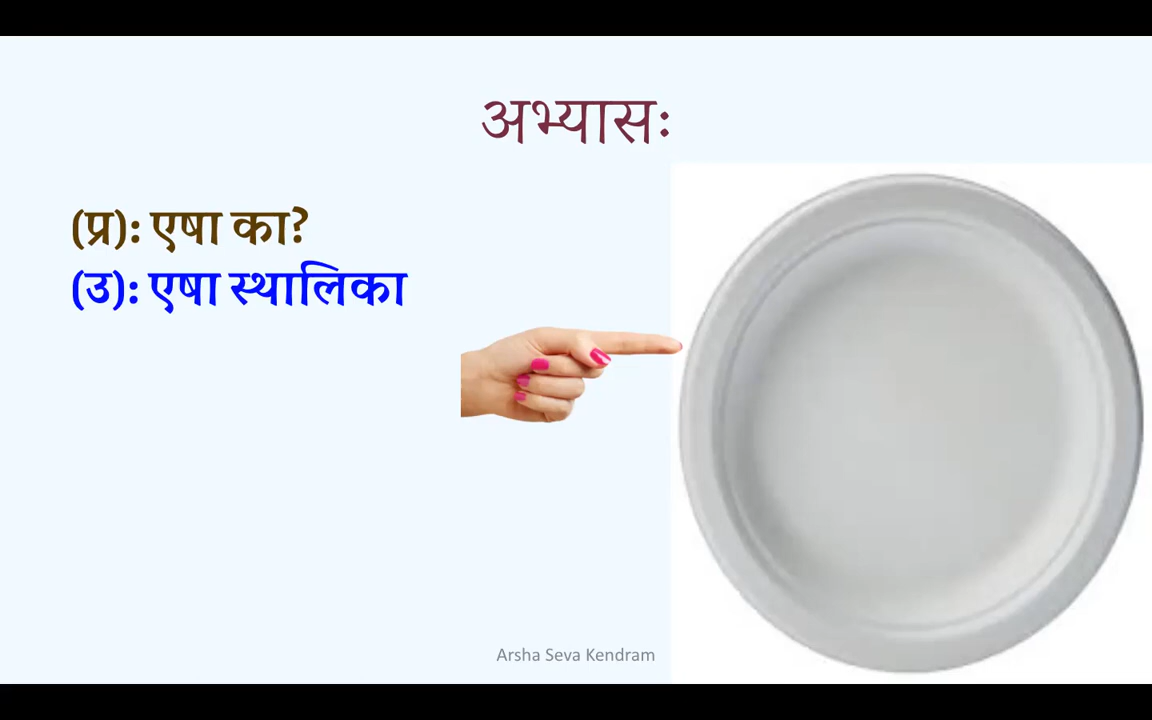 अभ्यासः
(प्र): एषा का?
(उ): एषा स्थालिका
Arsha Seva Kendram